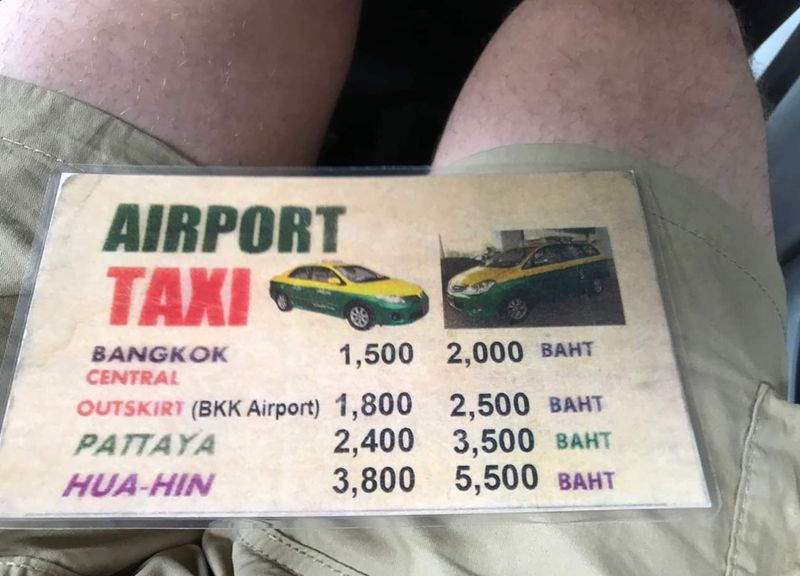 AIRPORT
TAXI
BANGKOK 1,500 2,000 BAHT
CENTRAL
OUTSKIRT (BKK Airport) 1,800 2,500 BAHT
PATTAYA 2,400 3,500 BAHT
HUA-HIN 3,800 5,500 BAHT